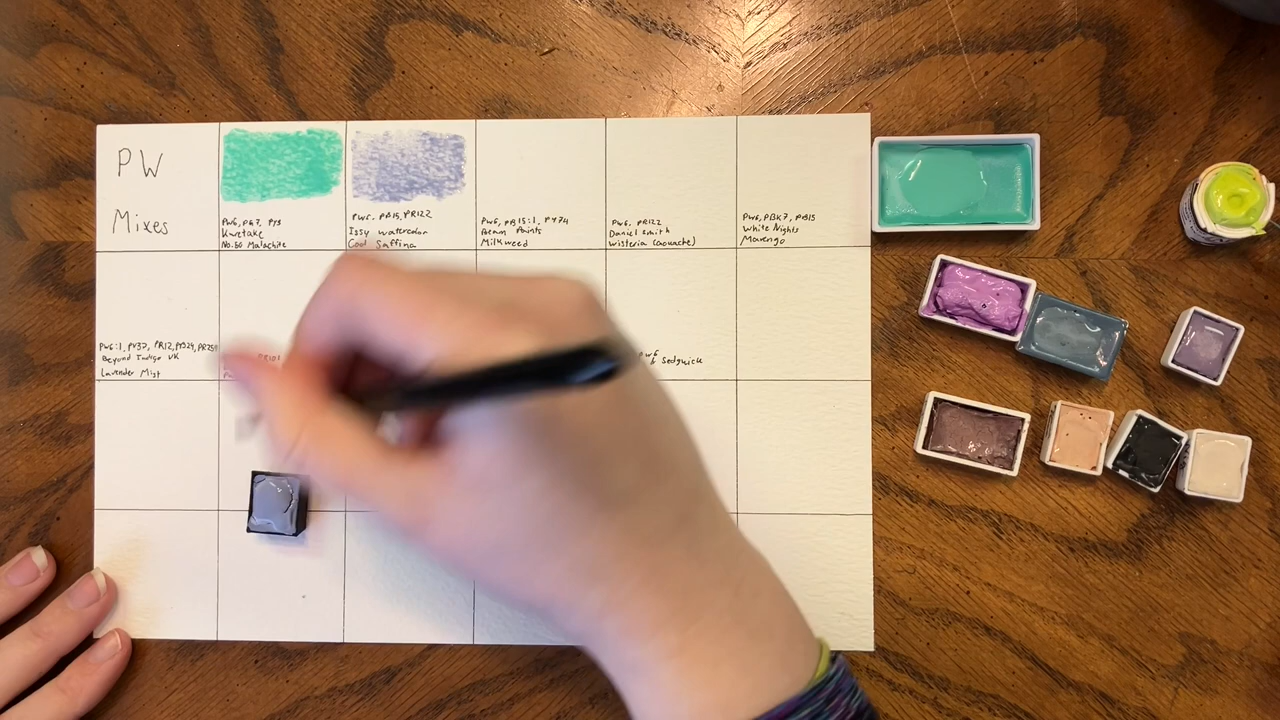 PW
Mixes
PW6, PG7, PY3
Kuretake
No.50 Malachite
PW6, PB15, PR122
Issy watercolor
Cool Saffina
PW6, PB15:1, PY74
Beam Paints
Milkweed
PW6, PR122
Daniel Smith
Wisteria (Gouache)
PW6, PBK7, PB15
White Nights
Marengo
PW6:1, PY37, PR12,
Beyond Indigo UK
Lavender Mist
PR101
PW6
Sedgwick